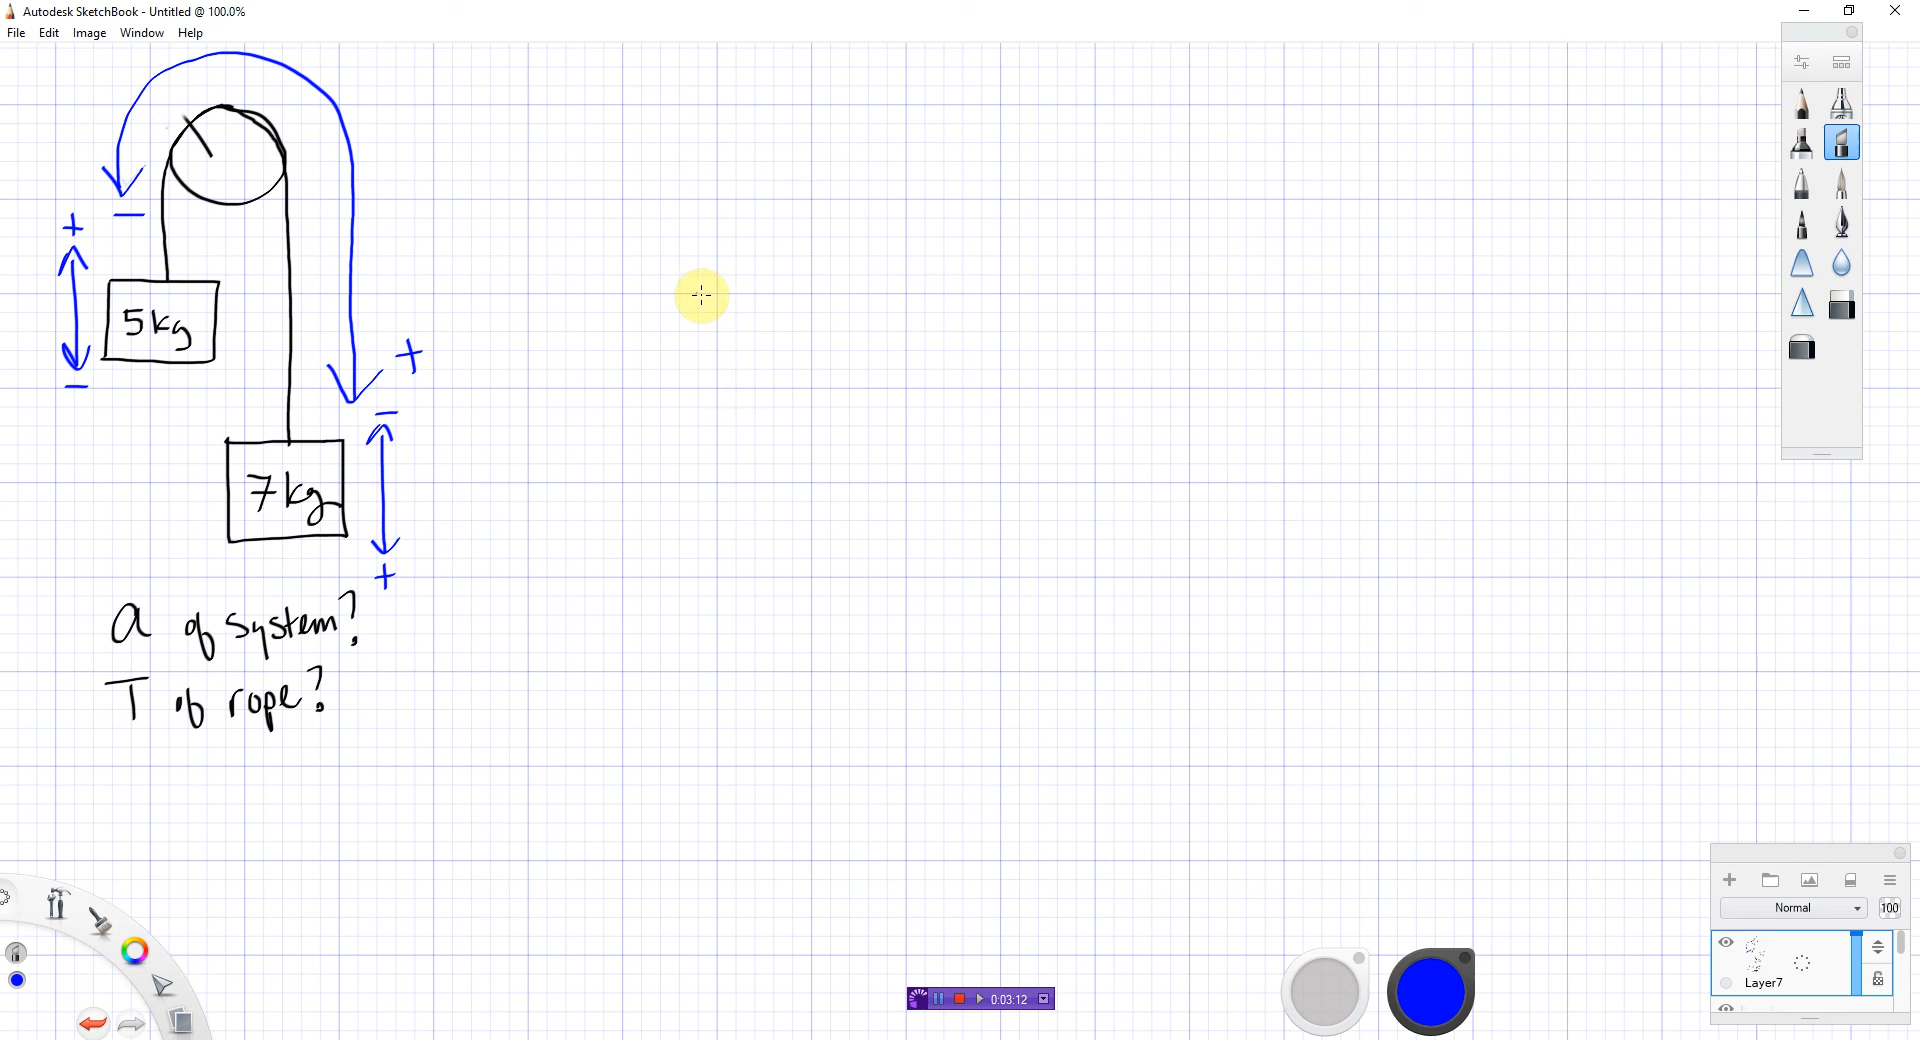 Autodesk SketchBook - Untitled @ 100.0%
File Edit Image Window Help
−
+
5kg
−
+
−
7kg
+
a of system?
T of rope?
Normal
100
Layer7
0:03:12